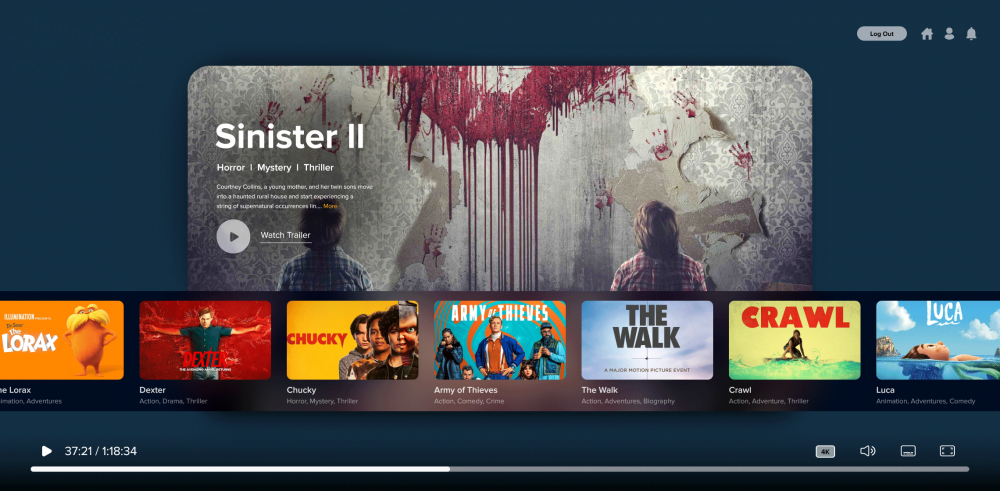 Log Out
Sinister II
Horror | Mystery | Thriller
Courtney Collins, a young mother, and her twin sons move
into a haunted rural house and start experiencing a
string of supernatural occurrences lin.... More
Watch Trailer
ILLUMINATION PRESENTS
Dr. Seuss'
The
LORAX
DEXTER
CHUCKY
ARMY of THIEVES
THE
WALK
A MAJOR MOTION PICTURE EVENT
CRAWL
LUCA
he Lorax
Dexter
Chucky
Army of Thieves
The Walk
Crawl
Luca
imation, Adventures
Action, Drama, Thriller
Horror, Mystery, Thriller
Action, Comedy, Crime
Action, Adventures, Biography
Action, Adventure, Thriller
Animation, Adventures, Comedy
37:21 / 1:18:34
4K